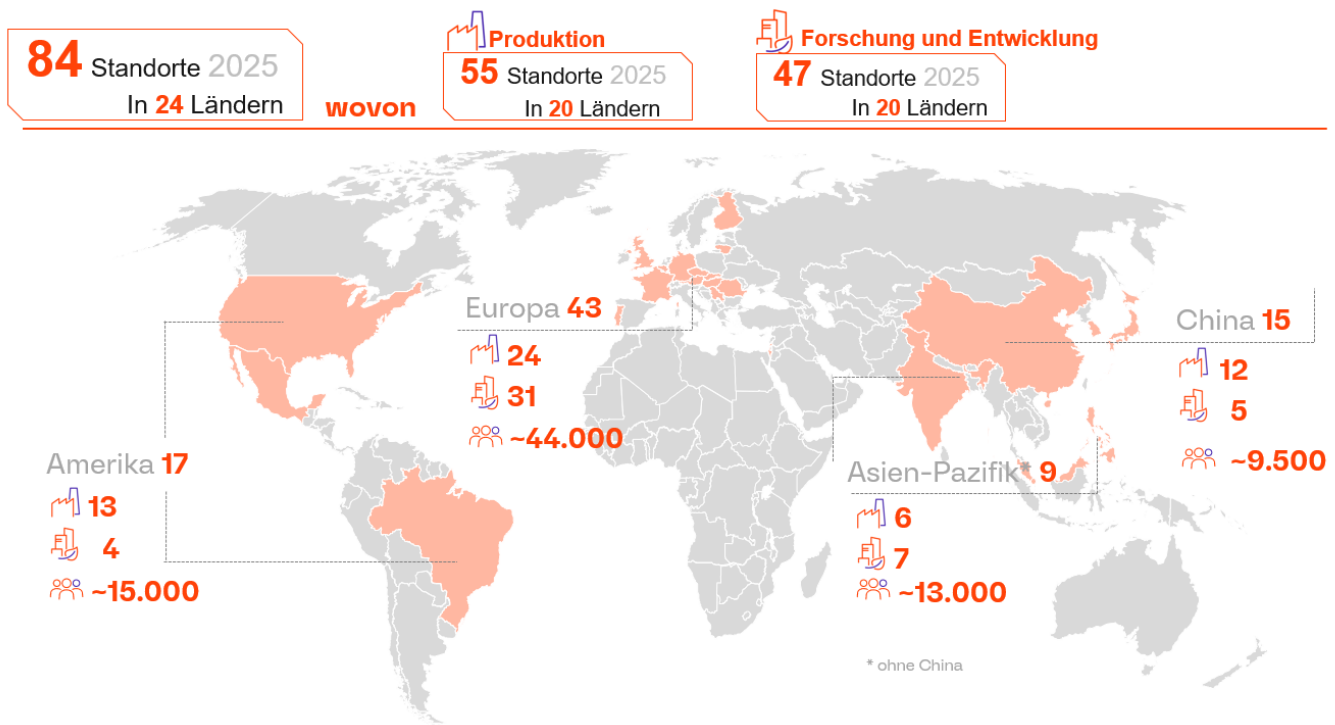 84 Standorte 2025
In 24 Ländern
wovon
Produktion
55 Standorte 2025
In 20 Ländern
Forschung und Entwicklung
47 Standorte 2025
In 20 Ländern
Amerika 17
13
4
~15.000
Europa 43
24
31
~44.000
Asien-Pazifik* 9
6
7
~13.000
China 15
12
5
~9.500
* ohne China